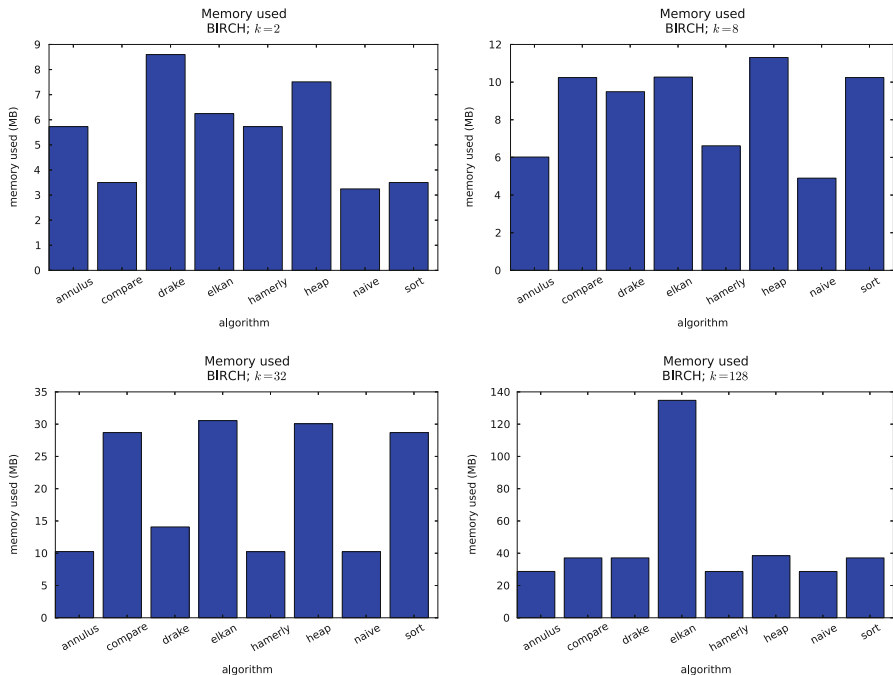 Memory used
BIRCH; k=2
9
8
7
6
5
4
3
2
1
0
memory used (MB)
annulus
compare
drake
elkan
hamerly
heap
naive
sort
algorithm
Memory used
BIRCH; k=8
12
10
8
6
4
2
0
memory used (MB)
annulus
compare
drake
elkan
hamerly
heap
naive
sort
algorithm
Memory used
BIRCH; k=32
35
30
25
20
15
10
5
0
memory used (MB)
annulus
compare
drake
elkan
hamerly
heap
naive
sort
algorithm
Memory used
BIRCH; k=128
140
120
100
80
60
40
20
0
memory used (MB)
annulus
compare
drake
elkan
hamerly
heap
naive
sort
algorithm